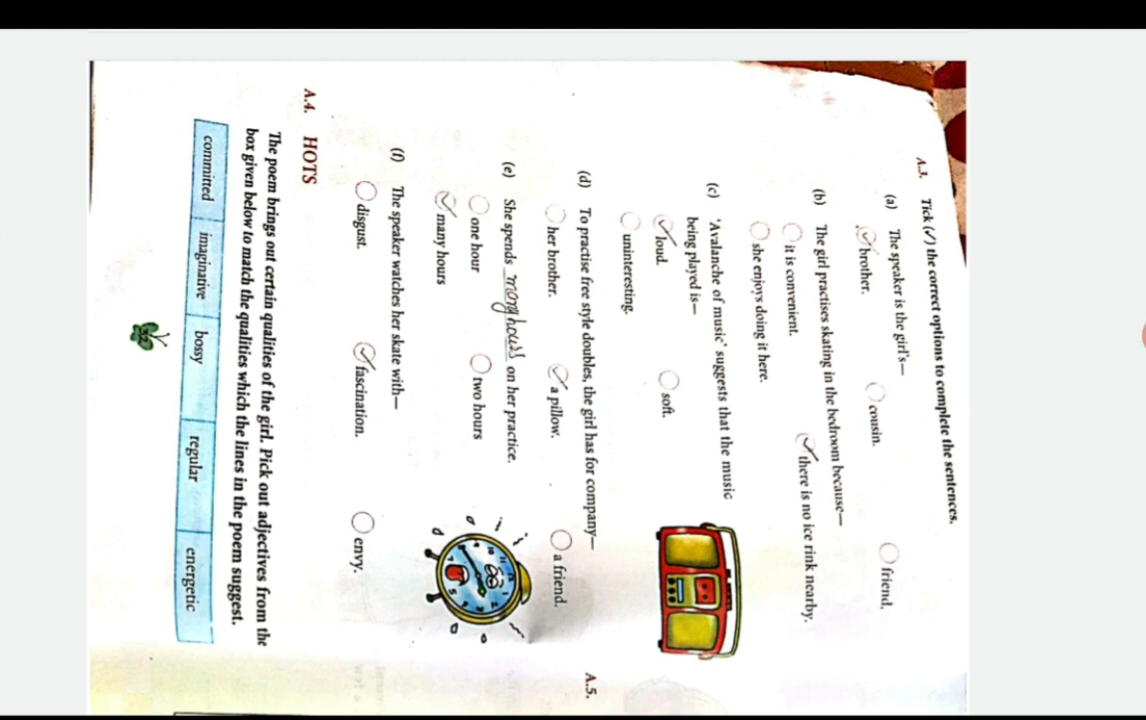 A.3. Tick (✓) the correct options to complete the sentences.
(a) The speaker is the girl's—
brother. cousin. friend.
(b) The girl practises skating in the bedroom because—
it is convenient. there is no ice rink nearby.
she enjoys doing it here.
(c) 'Avalanche of music' suggests that the music
being played is—
loud. soft.
uninteresting.
(d) To practise free style doubles, the girl has for company—
her brother. a pillow. a friend.
(e) She spends many hours on her practice.
one hour two hours
many hours
(f) The speaker watches her skate with—
disgust. fascination. envy.
A.4. HOTS
The poem brings out certain qualities of the girl. Pick out adjectives from the
box given below to match the qualities which the lines in the poem suggest.
committed imaginative bossy regular energetic
A.5.